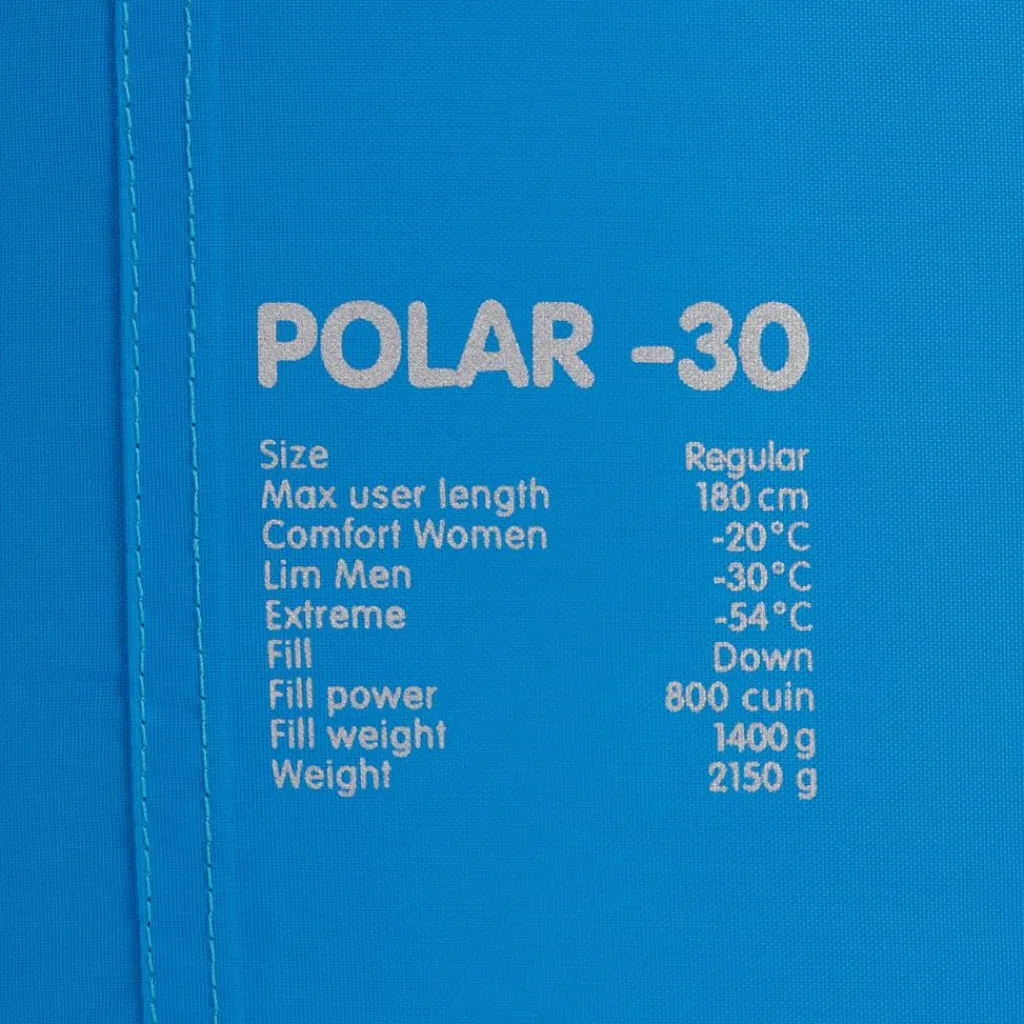 POLAR -30
Size Regular
Max user length 180 cm
Comfort Women -20°C
Lim Men -30°C
Extreme -54°C
Fill Down
Fill power 800 cuin
Fill weight 1400 g
Weight 2150 g